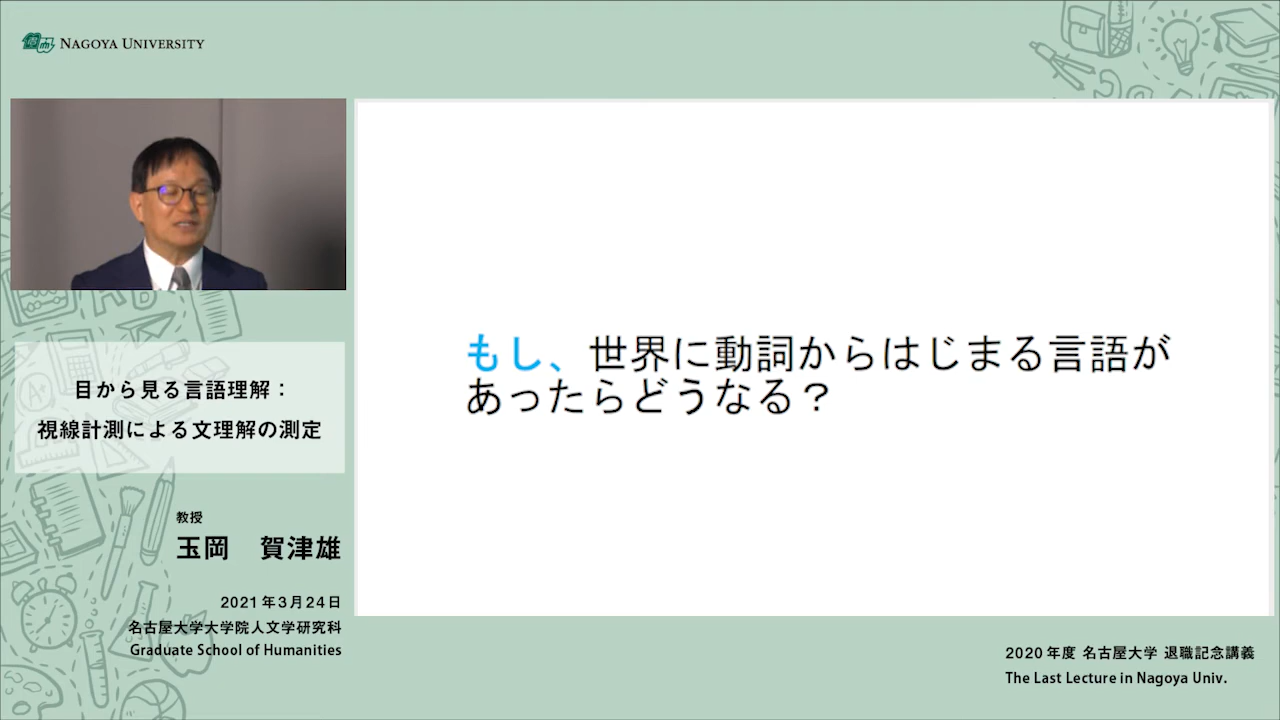 NAGOYA UNIVERSITY
もし、世界に動詞からはじまる言語が
あったらどうなる？
目から見る言語理解：
視線計測による文理解の測定
教授
玉岡　賀津雄
2021年3月24日
名古屋大学大学院人文学研究科
Graduate School of Humanities
2020年度 名古屋大学 退職記念講義
The Last Lecture in Nagoya Univ.